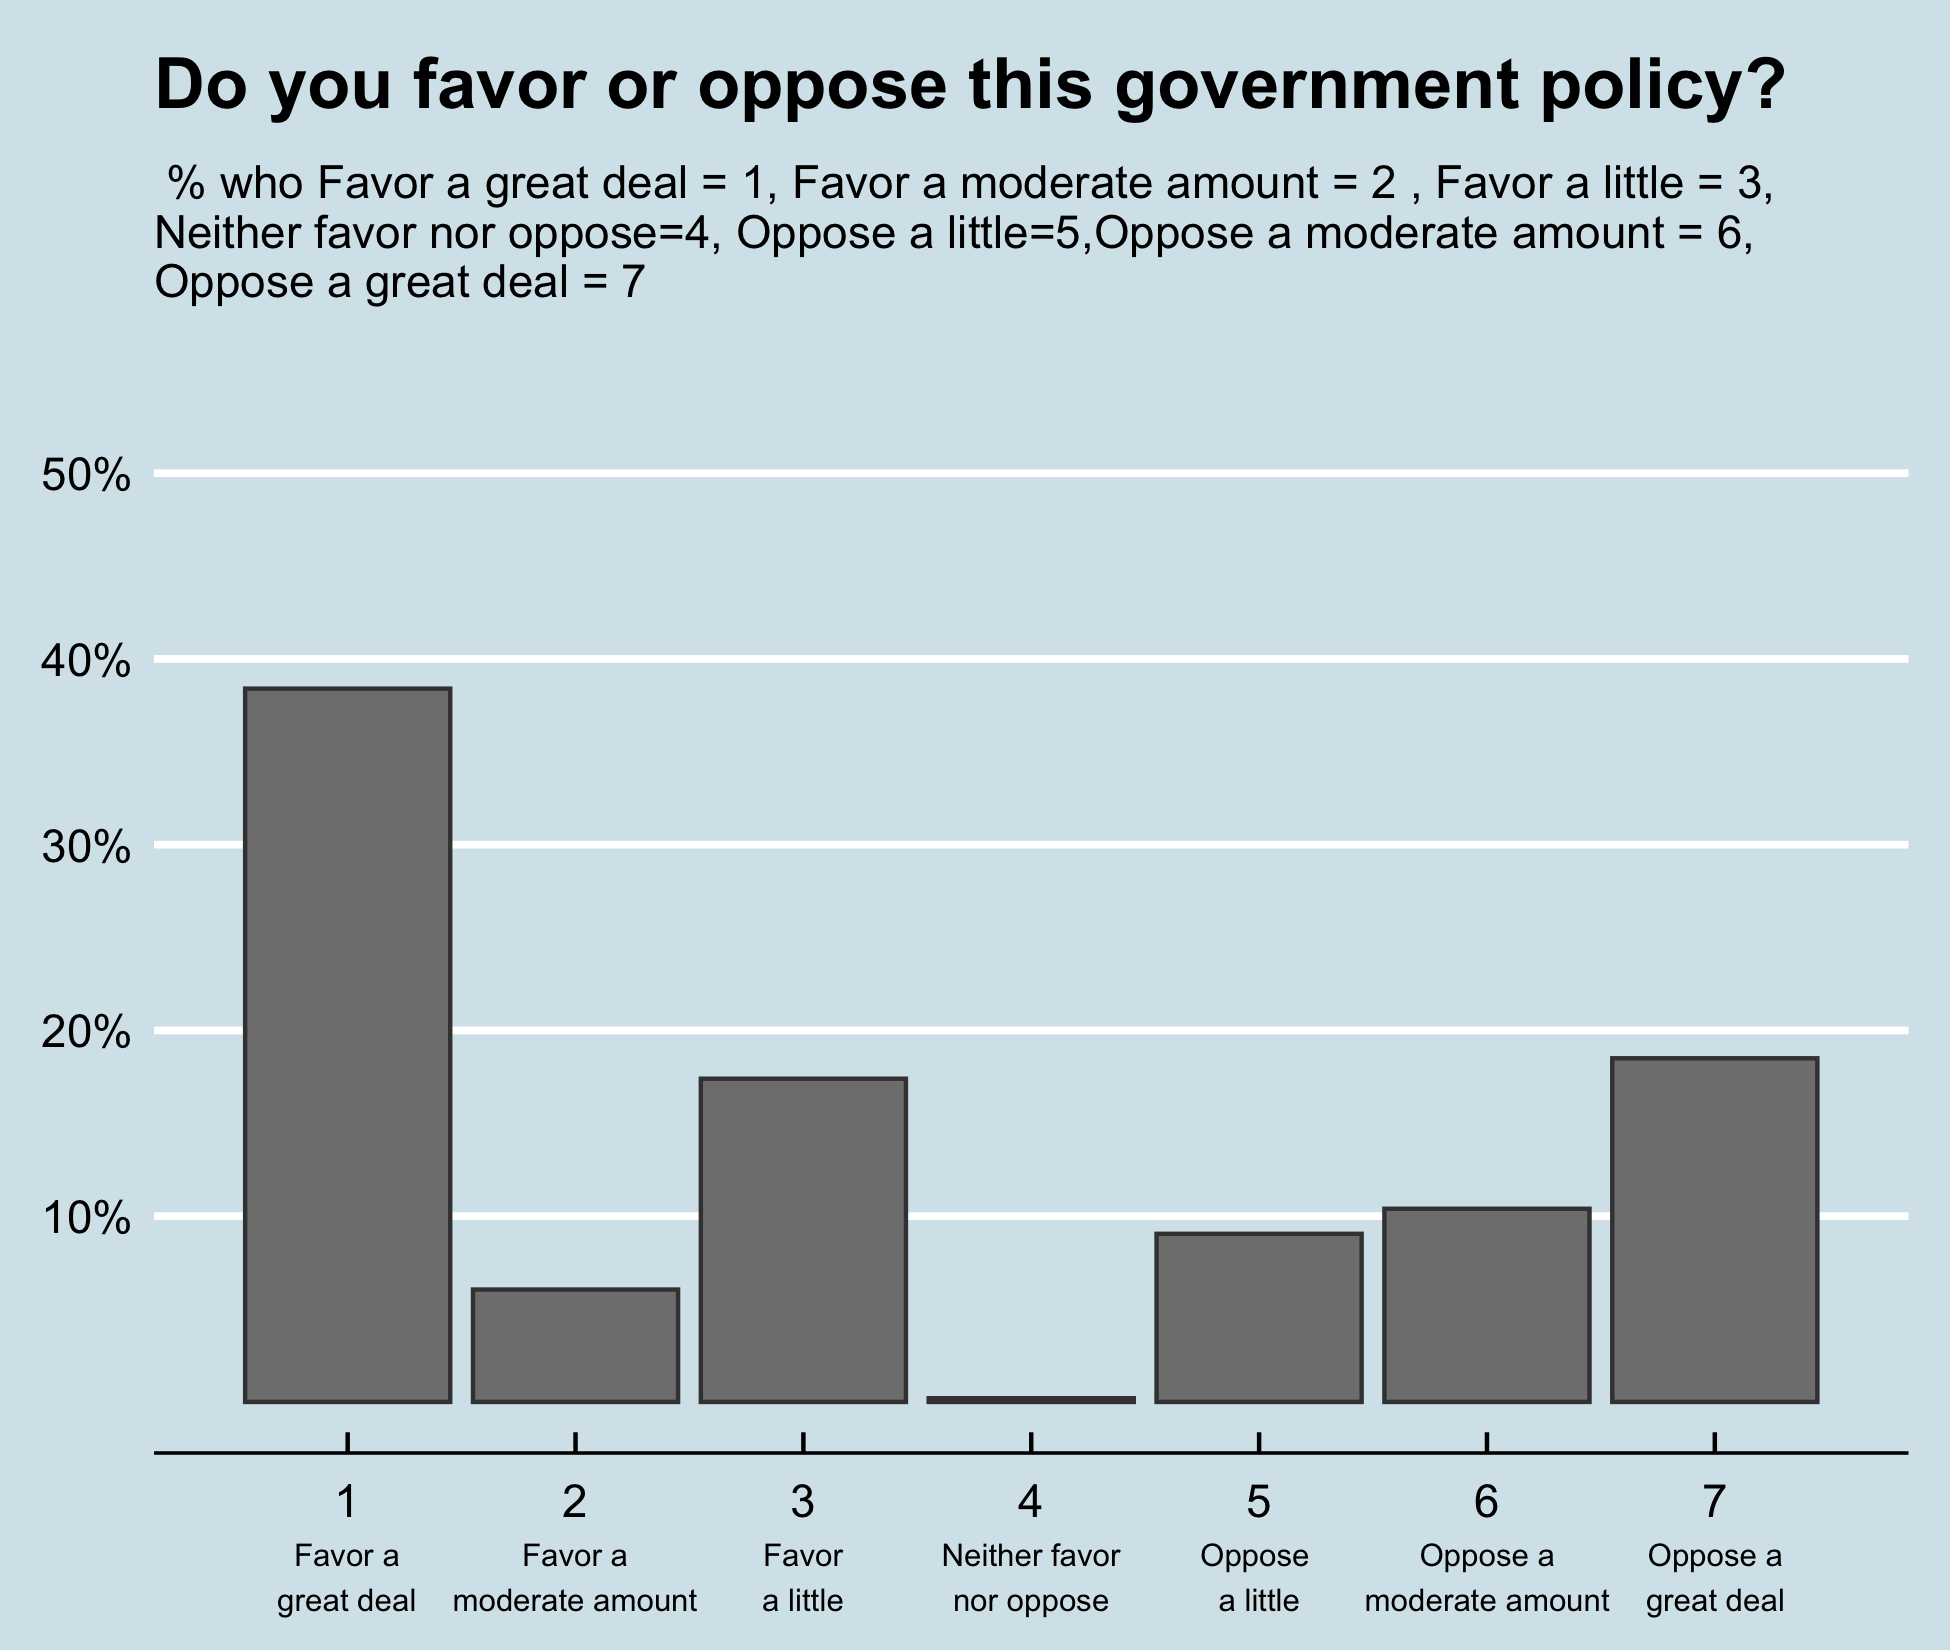 Do you favor or oppose this government policy?
% who Favor a great deal = 1, Favor a moderate amount = 2 , Favor a little = 3,
Neither favor nor oppose=4, Oppose a little=5,Oppose a moderate amount = 6,
Oppose a great deal = 7
50%
40%
30%
20%
10%
1 2 3 4 5 6 7
Favor a Favor a Favor Neither favor Oppose Oppose a Oppose a
great deal moderate amount a little nor oppose a little moderate amount great deal